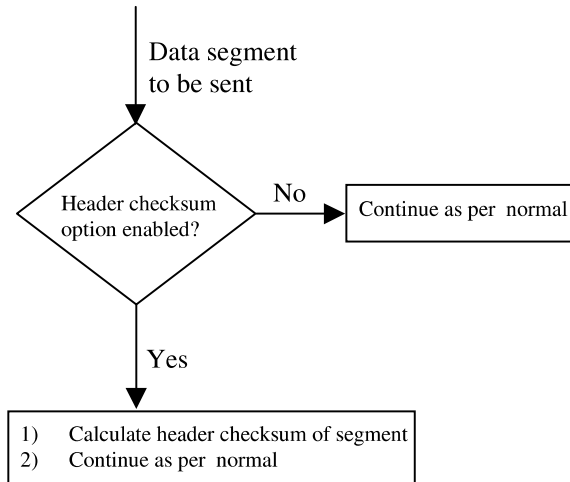 Data segment
to be sent
Header checksum
option enabled?
No
Continue as per normal
Yes
1) Calculate header checksum of segment
2) Continue as per normal